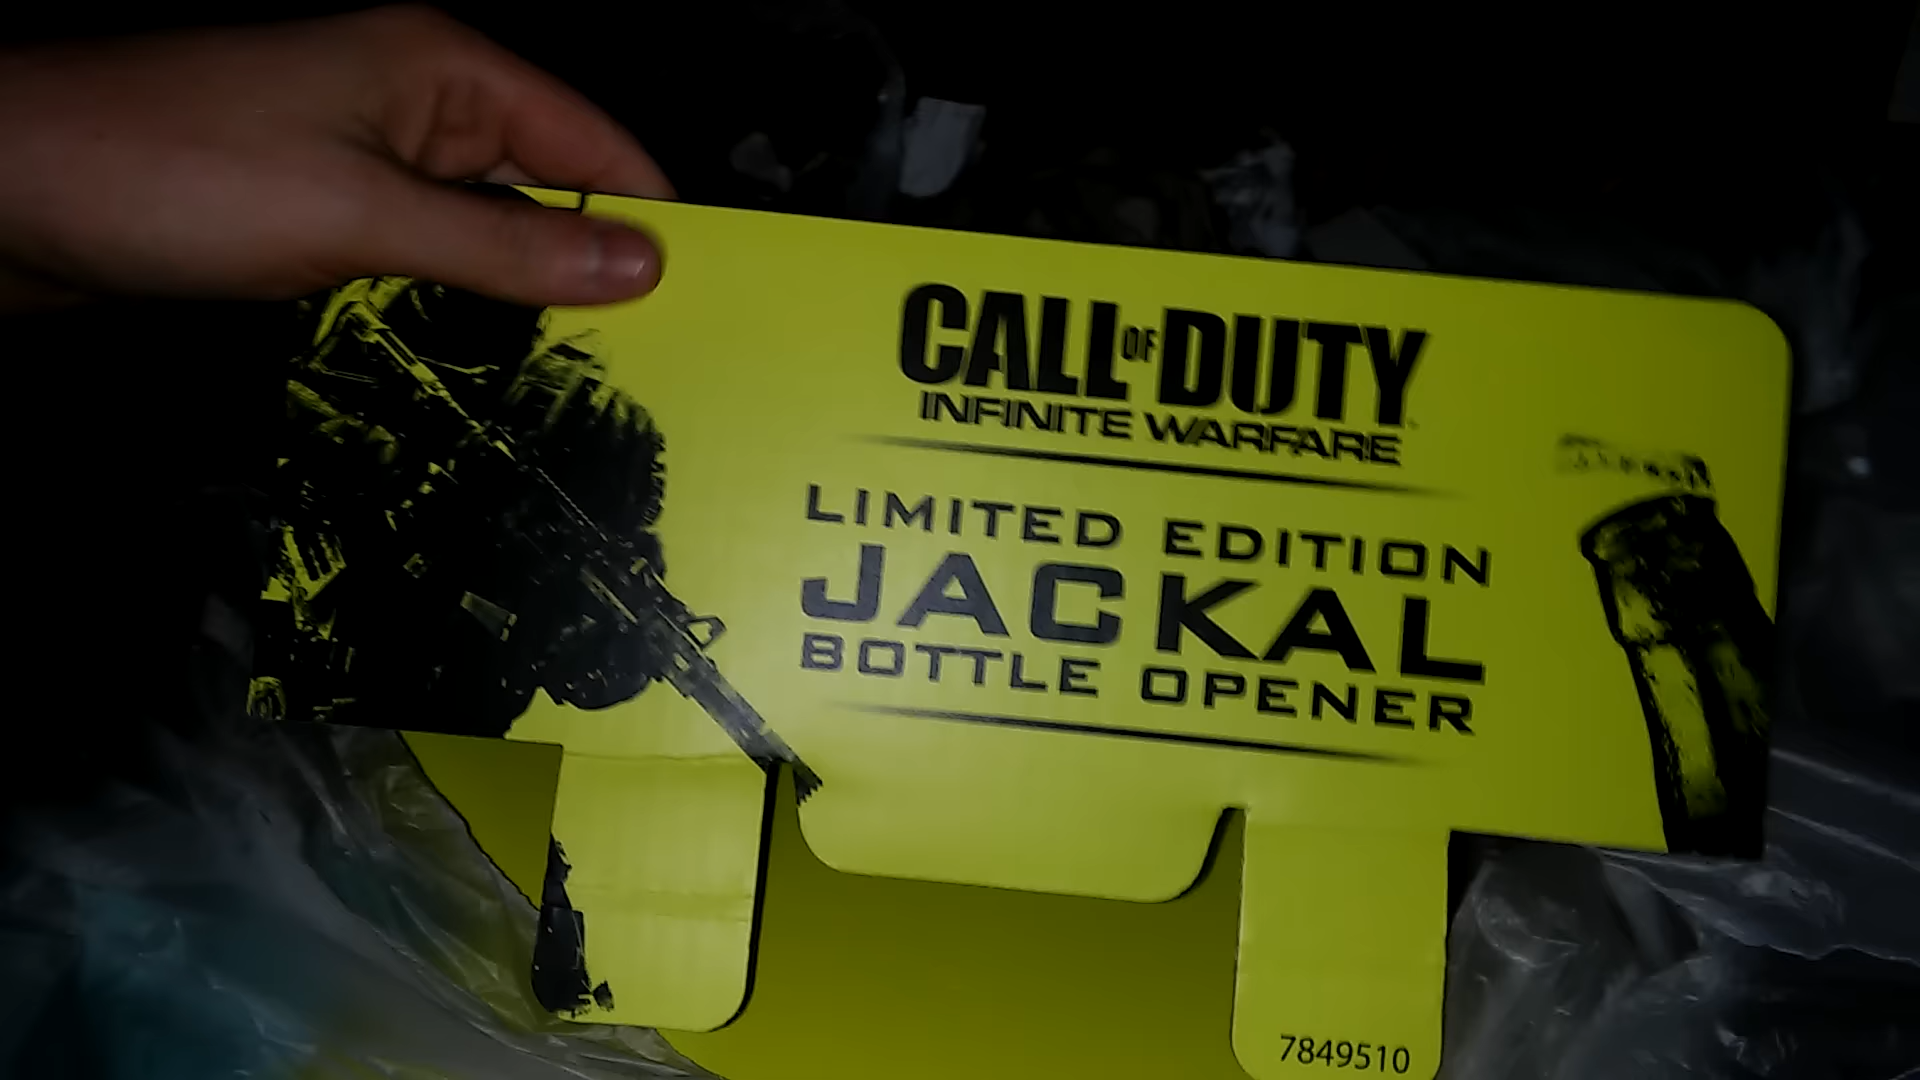 CALL OF DUTY
INFINITE WARFARE
LIMITED EDITION
JACKAL
BOTTLE OPENER
7849510